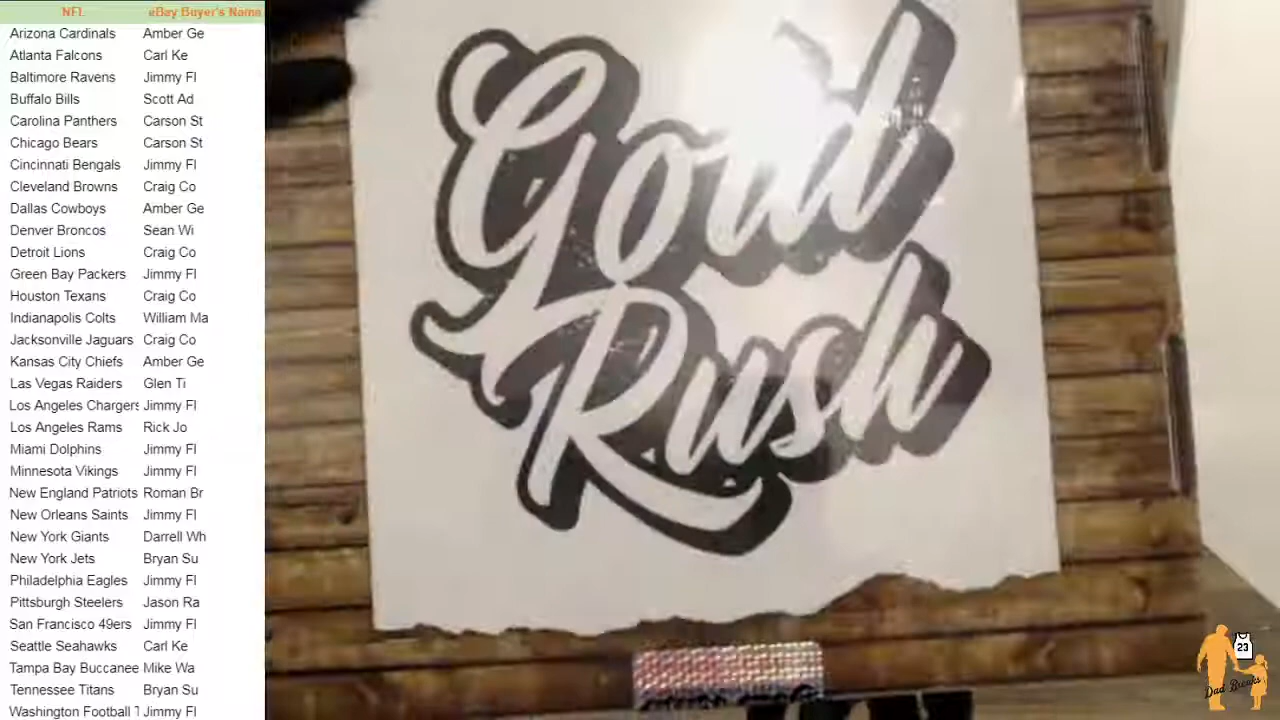 NFL eBay Buyer's Name
Arizona Cardinals Amber Ge
Atlanta Falcons Carl Ke
Baltimore Ravens Jimmy Fl
Buffalo Bills Scott Ad
Carolina Panthers Carson St
Chicago Bears Carson St
Cincinnati Bengals Jimmy Fl
Cleveland Browns Craig Co
Dallas Cowboys Amber Ge
Denver Broncos Sean Wi
Detroit Lions Craig Co
Green Bay Packers Jimmy Fl
Houston Texans Craig Co
Indianapolis Colts William Ma
Jacksonville Jaguars Craig Co
Kansas City Chiefs Amber Ge
Las Vegas Raiders Glen Ti
Los Angeles Chargers Jimmy Fl
Los Angeles Rams Rick Jo
Miami Dolphins Jimmy Fl
Minnesota Vikings Jimmy Fl
New England Patriots Roman Br
New Orleans Saints Jimmy Fl
New York Giants Darrell Wh
New York Jets Bryan Su
Philadelphia Eagles Jimmy Fl
Pittsburgh Steelers Jason Ra
San Francisco 49ers Jimmy Fl
Seattle Seahawks Carl Ke
Tampa Bay Buccanee Mike Wa
Tennessee Titans Bryan Su
Washington Football T Jimmy Fl
Gold
Rush
23
Dad Breaks